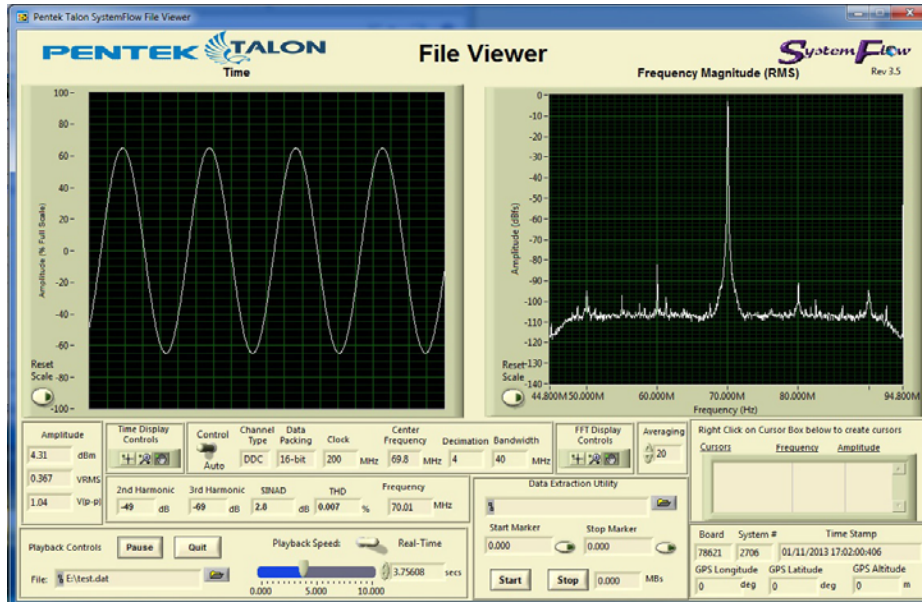 Pentek Talon SystemFlow File Viewer
PENTEK TALON
File Viewer
SystemFlow
Rev 3.5
Time
Frequency Magnitude (RMS)
Amplitude (% Full Scale)
100
80
60
40
20
0
-20
-40
-60
-80
-100
Reset
Scale
Amplitude (dBfs)
0
-10
-20
-30
-40
-50
-60
-70
-80
-90
-100
-110
-120
-130
-140
Reset
Scale
44.800M 50.000M 60.000M 70.000M 80.000M 94.800M
Frequency (Hz)
Amplitude
4.31 dBm
0.367 VRMS
1.04 V(p-p)
Time Display
Controls
Control
Auto
Channel
Type
DDC
Data
Packing
16-bit
Clock
200 MHz
Center
Frequency
69.8 MHz
Decimation
4
Bandwidth
40 MHz
FFT Display
Controls
Averaging
20
Right Click on Cursor Box below to create cursors
Cursors Frequency Amplitude
2nd Harmonic
-49 dB
3rd Harmonic
-69 dB
SINAD
2.8 dB
THD
0.007 %
Frequency
70.01 MHz
Data Extraction Utility
Start Marker
0.000
Stop Marker
0.000
Start Stop 0.000 MBs
Playback Controls Pause Quit
Playback Speed: Real-Time
File: E:\test.dat
0.000 5.000 10.000
3.75608 secs
Board System # Time Stamp
78621 2706 01/11/2013 17:02:00:406
GPS Longitude GPS Latitude GPS Altitude
0 deg 0 deg 0 m